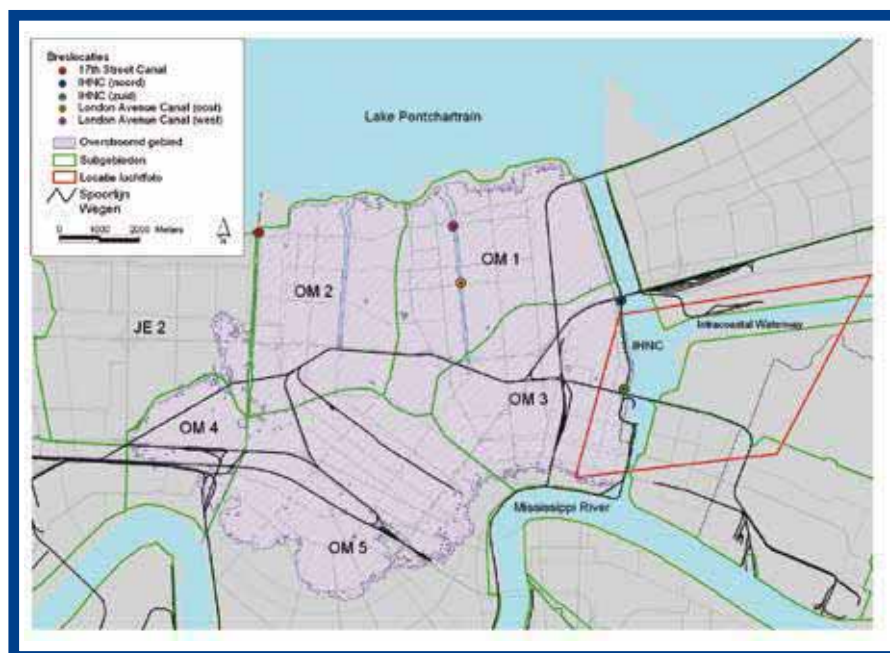 Breslocaties
17th Street Canal
IHNC (noord)
IHNC (zuid)
London Avenue Canal (oost)
London Avenue Canal (west)
Overstroomd gebied
Subgebieden
Locatie luchtfoto
Spoorlijn
Wegen
0 1000 2000 Meters
N
Lake Pontchartrain
OM 1
OM 2
JE 2
Intracoastal Waterway
IHNC
OM 3
OM 4
Mississippi River
OM 5